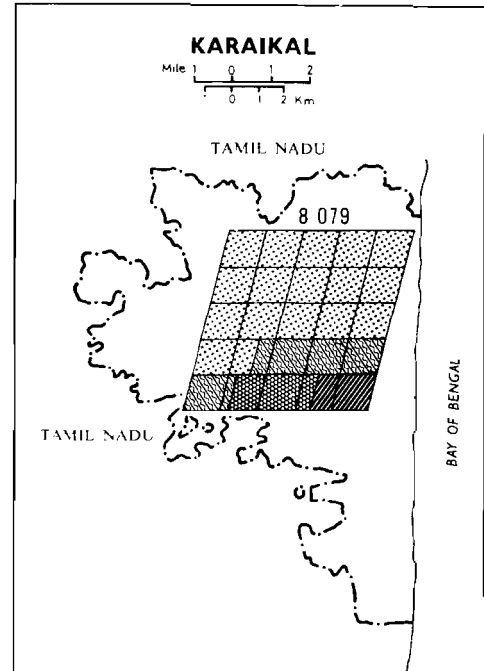 KARAIKAL
Mile 1 0 1 2
1 0 1 2 Km
TAMIL NADU
8 079
TAMIL NADU
BAY OF BENGAL